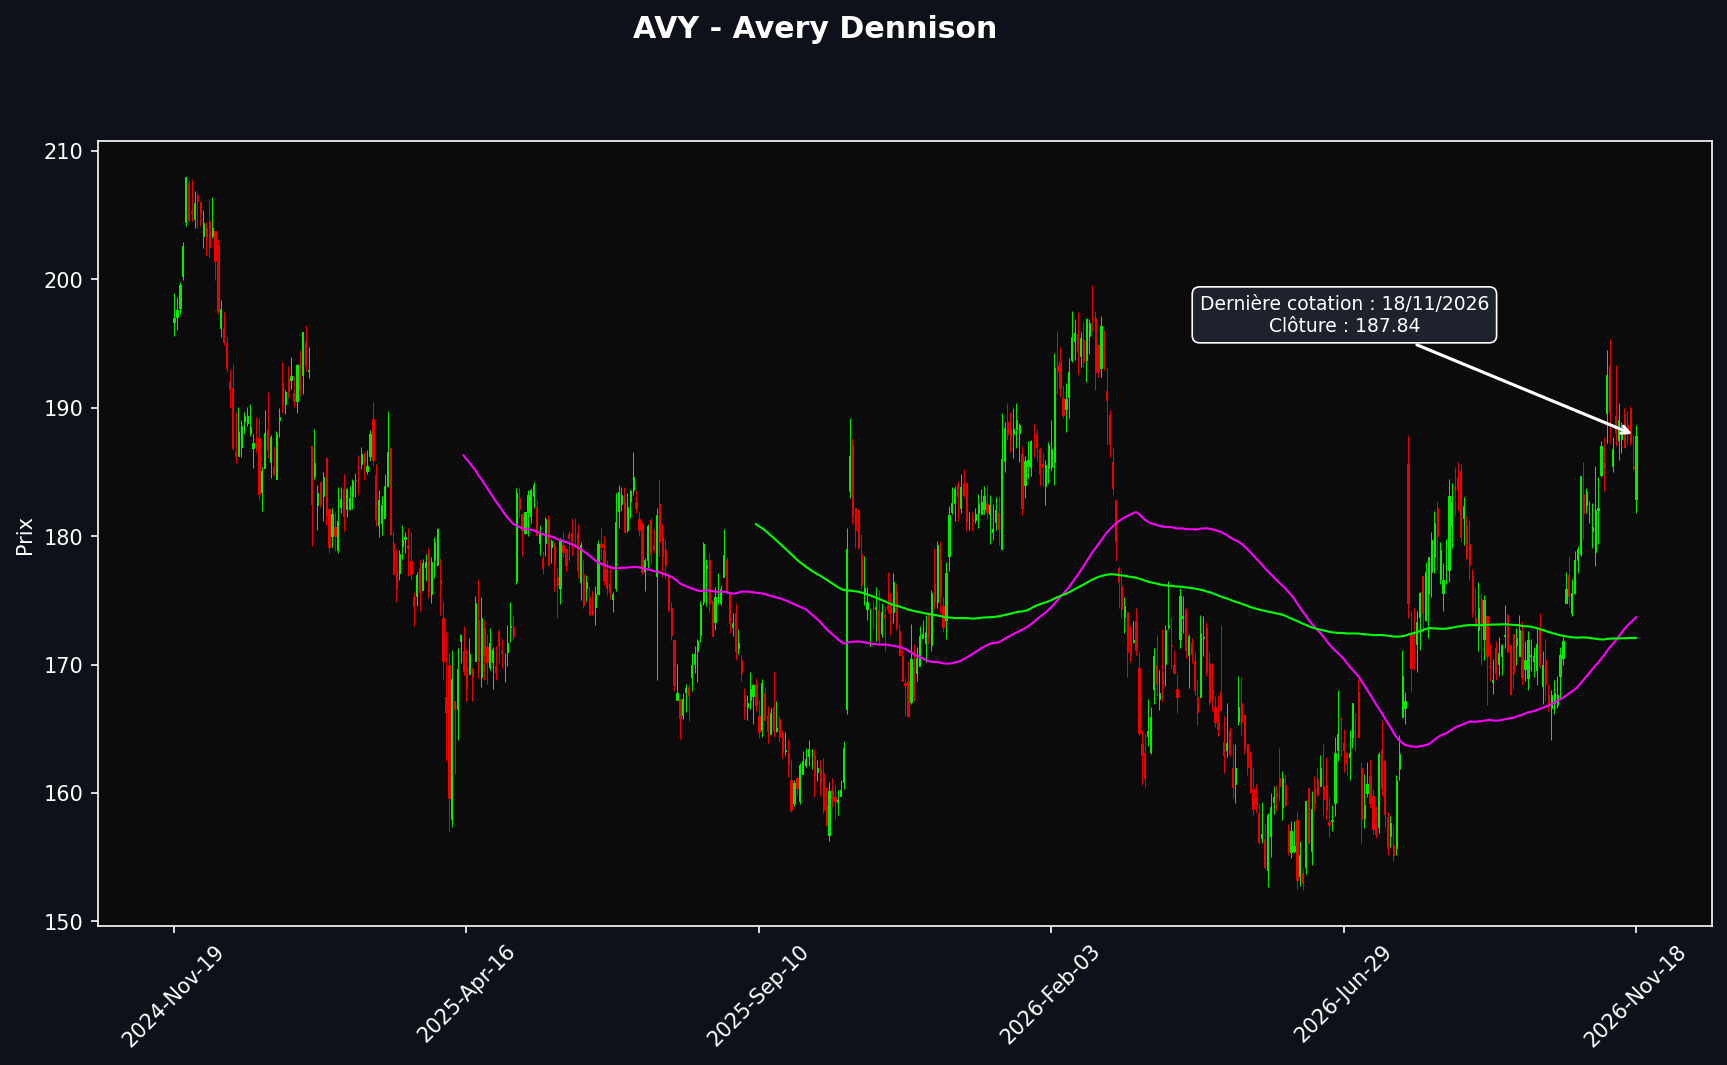 AVY - Avery Dennison
210
200
190
180
170
160
150
Prix
Dernière cotation : 18/11/2026
Clôture : 187.84
2024-Nov-19
2025-Apr-16
2025-Sep-10
2026-Feb-03
2026-Jun-29
2026-Nov-18